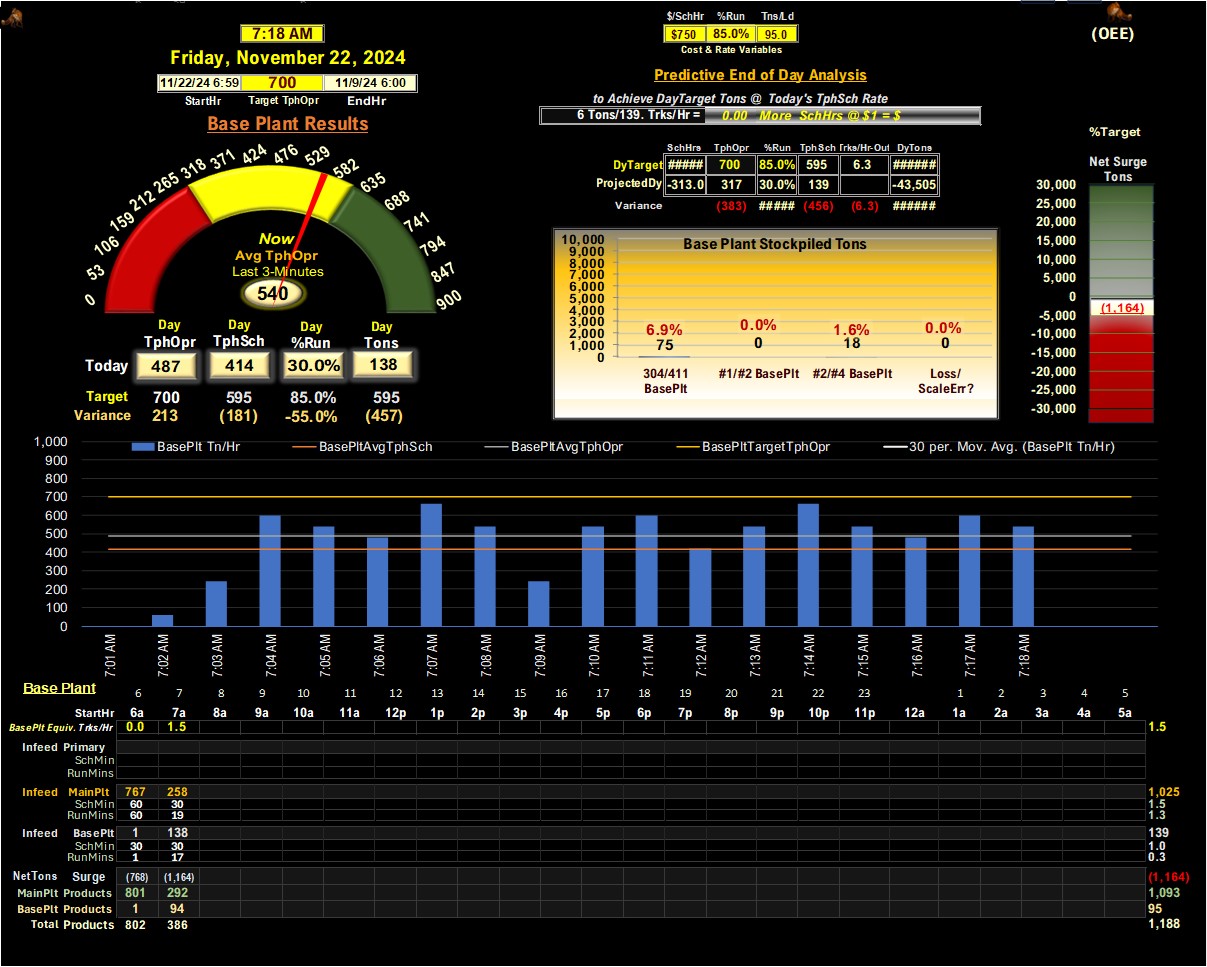 7:18 AM
Friday, November 22, 2024
11/22/24 6:59 700 11/9/24 6:00
StartHr Target TphOpr EndHr
Base Plant Results
0 53 106 159 212 265 318 371 424 476 529 582 635 688 741 794 847 900
Now
Avg TphOpr
Last 3-Minutes
540
Day Day Day Day
TphOpr TphSch %Run Tons
Today 487 414 30.0% 138
Target 700 595 85.0% 595
Variance 213 (181) -55.0% (457)
$/SchHr %Run Tns/Ld
$750 85.0% 95.0
Cost & Rate Variables
Predictive End of Day Analysis
to Achieve DayTarget Tons @ Today's TphSch Rate
6 Tons/139. Trks/Hr = 0.00 More SchHrs @ $1 = $
SchHrs TphOpr %Run TphSch Trks/Hr-Out DyTons
DyTarget ##### 700 85.0% 595 6.3 ######
ProjectedDy -313.0 317 30.0% 139 -43,505
Variance (383) ##### (456) (6.3) ######
Base Plant Stockpiled Tons
10,000
9,000
8,000
7,000
6,000
5,000
4,000
3,000
2,000
1,000
0
6.9% 0.0% 1.6% 0.0%
75 0 18 0
304/411 BasePlt
#1/#2 BasePlt
#2/#4 BasePlt
Loss/ ScaleErr?
(OEE)
%Target
Net Surge
Tons
30,000
25,000
20,000
15,000
10,000
5,000
0
(1,164)
-5,000
-10,000
-15,000
-20,000
-25,000
-30,000
BasePlt Tn/Hr BasePltAvgTphSch BasePltAvgTphOpr BasePltTargetTphOpr 30 per. Mov. Avg. (BasePlt Tn/Hr)
1,000
900
800
700
600
500
400
300
200
100
0
7:01 AM 7:02 AM 7:03 AM 7:04 AM 7:05 AM 7:06 AM 7:07 AM 7:08 AM 7:09 AM 7:10 AM 7:11 AM 7:12 AM 7:13 AM 7:14 AM 7:15 AM 7:16 AM 7:17 AM 7:18 AM
Base Plant 6 7 8 9 10 11 12 13 14 15 16 17 18 19 20 21 22 23 1 2 3 4 5
StartHr 6a 7a 8a 9a 10a 11a 12p 1p 2p 3p 4p 5p 6p 7p 8p 9p 10p 11p 12a 1a 2a 3a 4a 5a
BasePlt Equiv. Trks/Hr 0.0 1.5 1.5
Infeed Primary
SchMin
RunMins
Infeed MainPlt 767 258 1,025
SchMin 60 30 1.5
RunMins 60 19 1.3
Infeed BasePlt 1 138 139
SchMin 30 30 1.0
RunMins 1 17 0.3
NetTons Surge (768) (1,164) (1,164)
MainPlt Products 801 292 1,093
BasePlt Products 1 94 95
Total Products 802 386 1,188